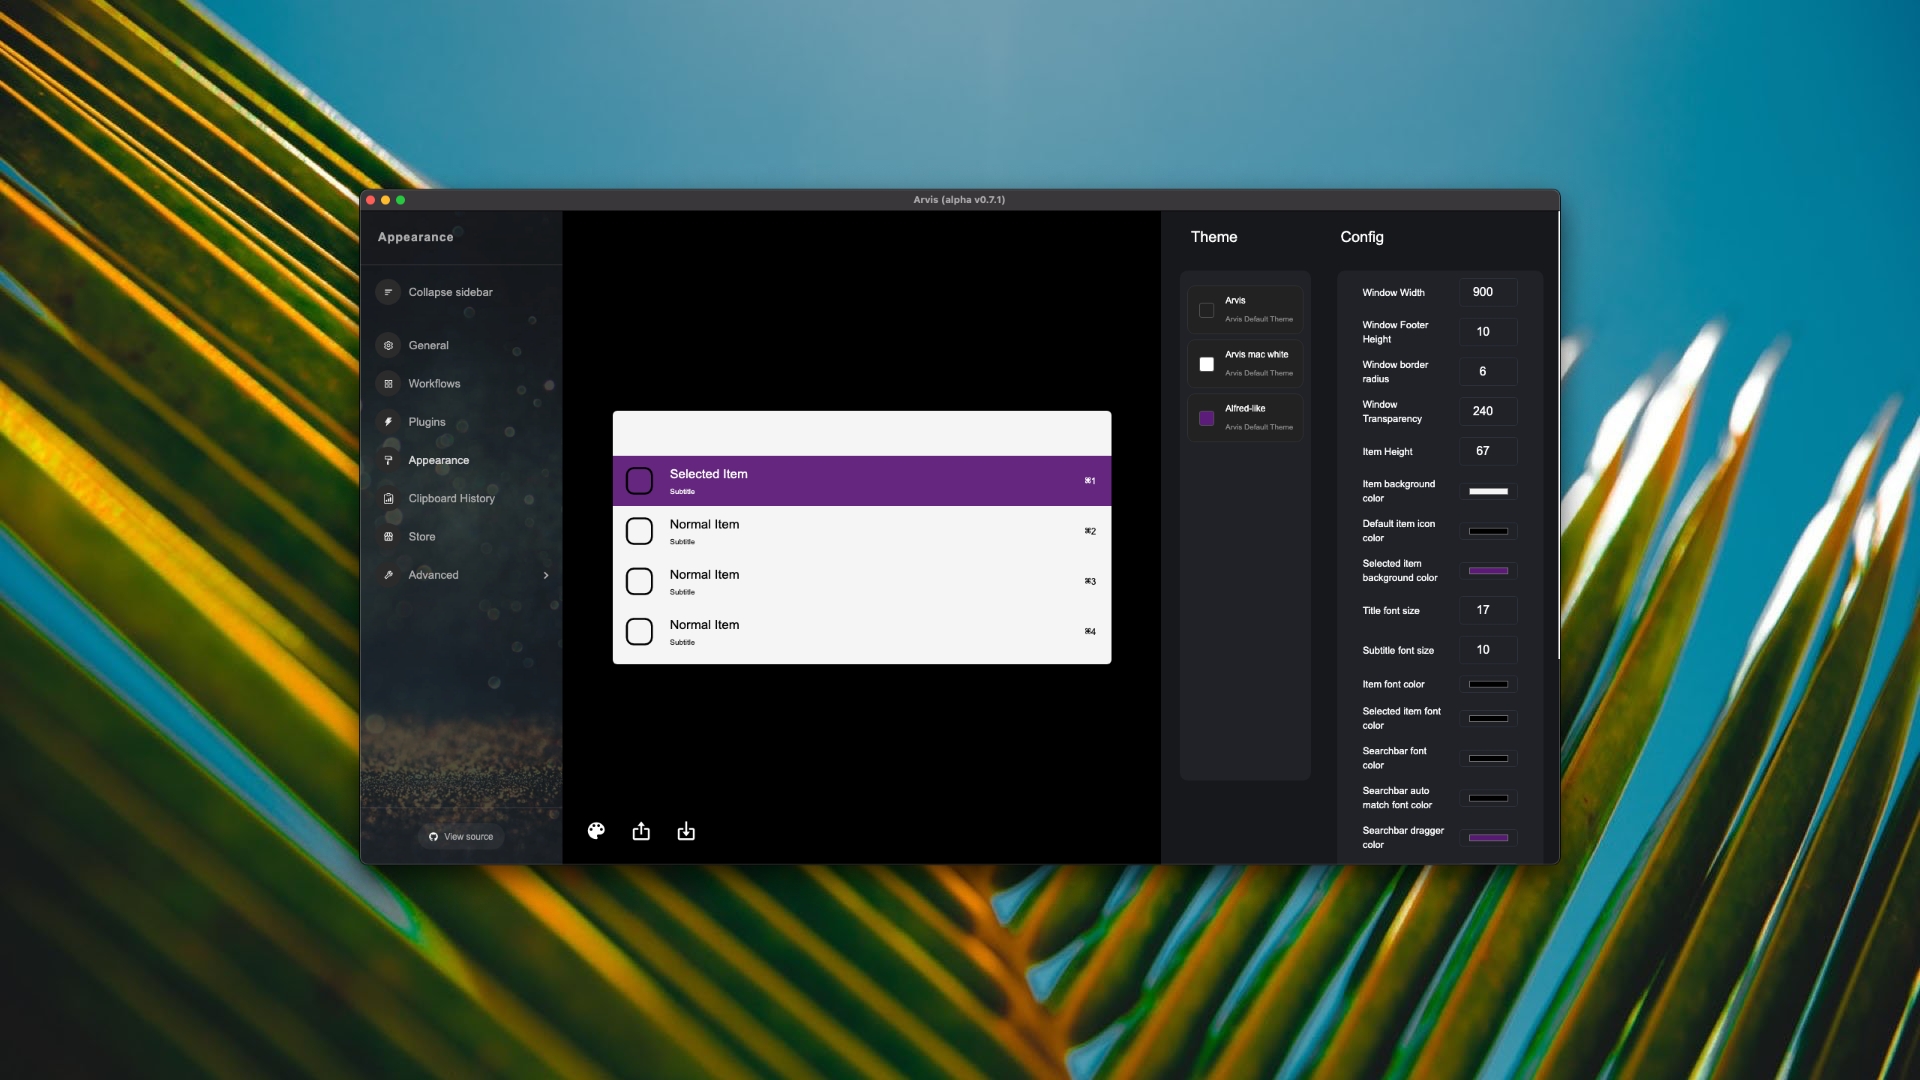 Arvis (alpha v0.7.1)
Appearance
Collapse sidebar
General
Workflows
Plugins
Appearance
Clipboard History
Store
Advanced
View source
Selected Item
Subtitle
⌘1
Normal Item
Subtitle
⌘2
Normal Item
Subtitle
⌘3
Normal Item
Subtitle
⌘4
Theme
Arvis
Arvis Default Theme
Arvis mac white
Arvis Default Theme
Alfred-like
Arvis Default Theme
Config
Window Width
900
Window Footer
Height
10
Window border
radius
6
Window
Transparency
240
Item Height
67
Item background
color
Default item icon
color
Selected item
background color
Title font size
17
Subtitle font size
10
Item font color
Selected item font
color
Searchbar font
color
Searchbar auto
match font color
Searchbar dragger
color